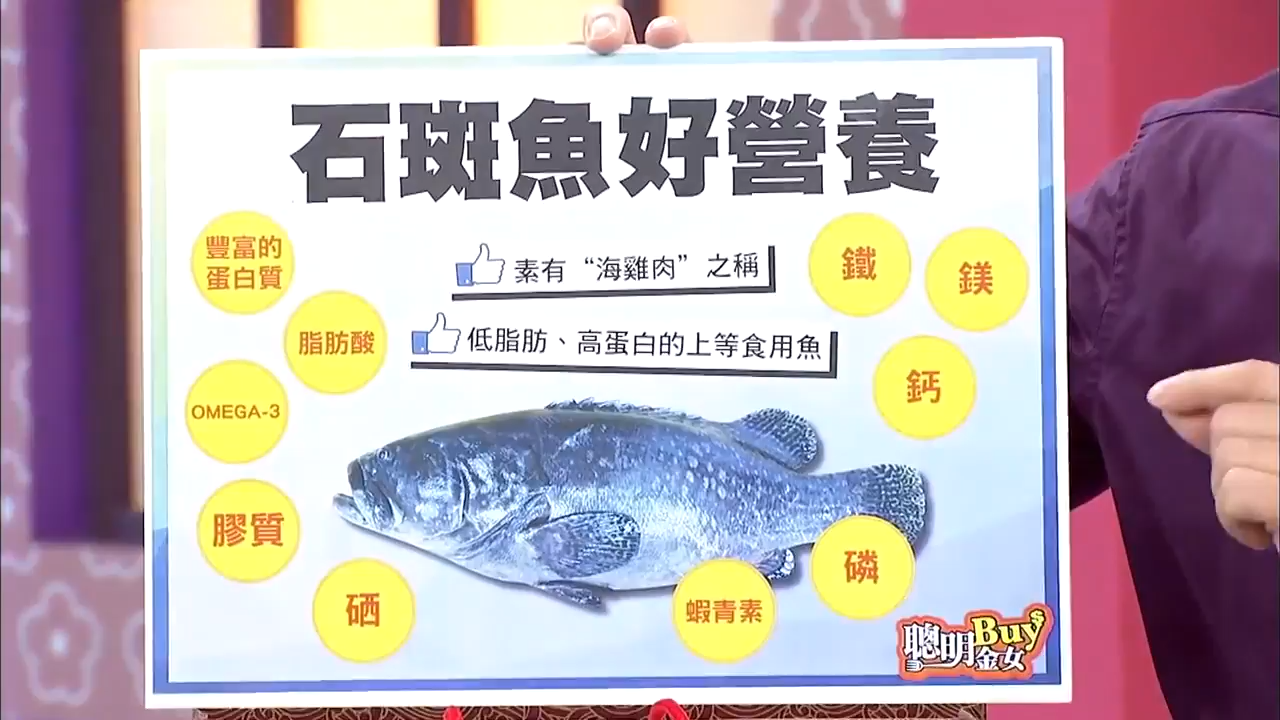 石斑魚好營養
素有“海雞肉”之稱
低脂肪、高蛋白的上等食用魚
豐富的
蛋白質
脂肪酸
OMEGA-3
膠質
硒
蝦青素
磷
鈣
鐵
鎂
聰明Buy
金女